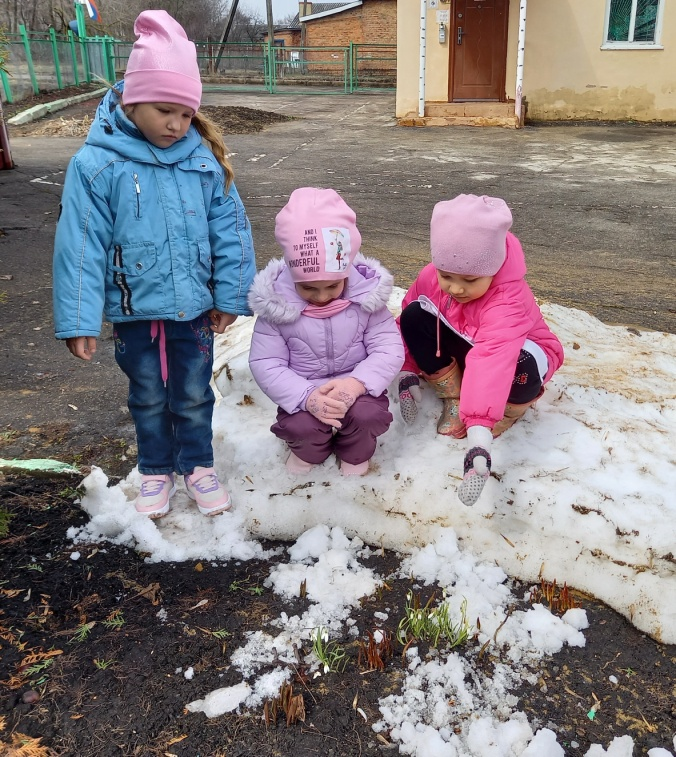 AND I
THINK
TO MYSELF
WHAT A
WONDERFUL
WORLD